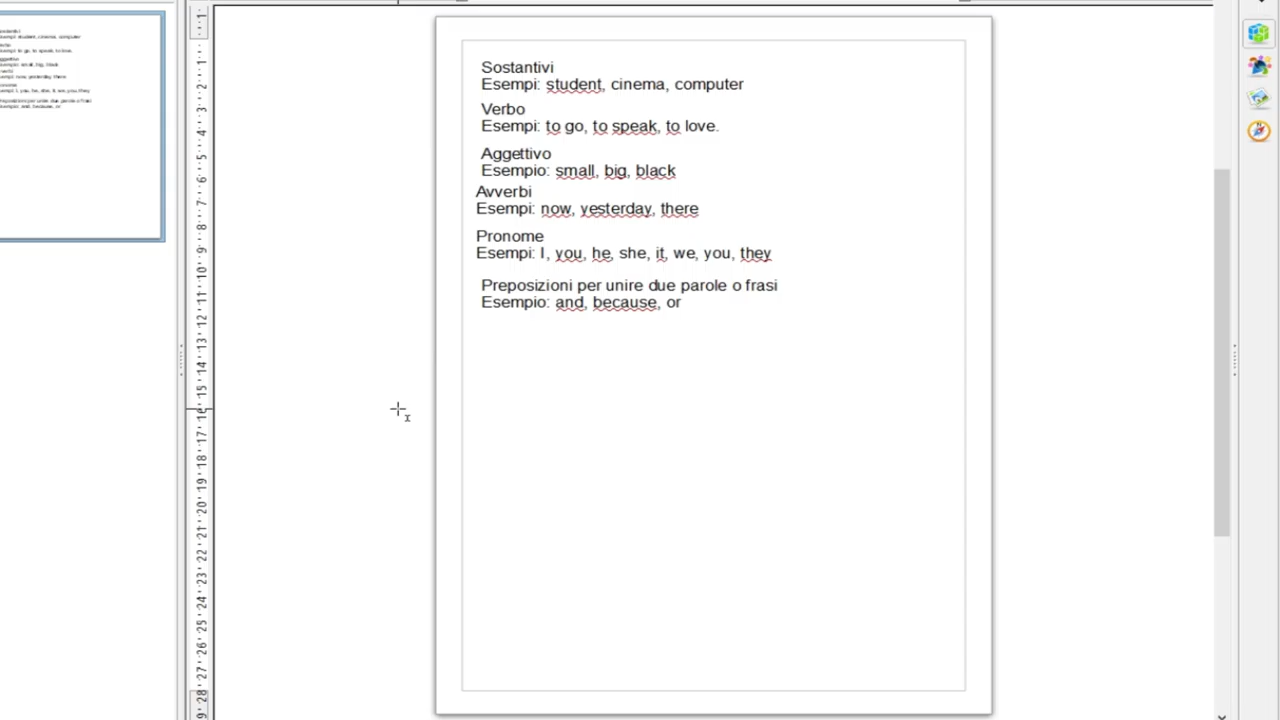 Sostantivi
Esempi: student, cinema, computer
Verbo
Esempi: to go, to speak, to love.
Aggettivo
Esempio: small, big, black
Avverbi
Esempi: now, yesterday, there
Pronome
Esempi: I, you, he, she, it, we, you, they
Preposizioni per unire due parole o frasi
Esempio: and, because, or